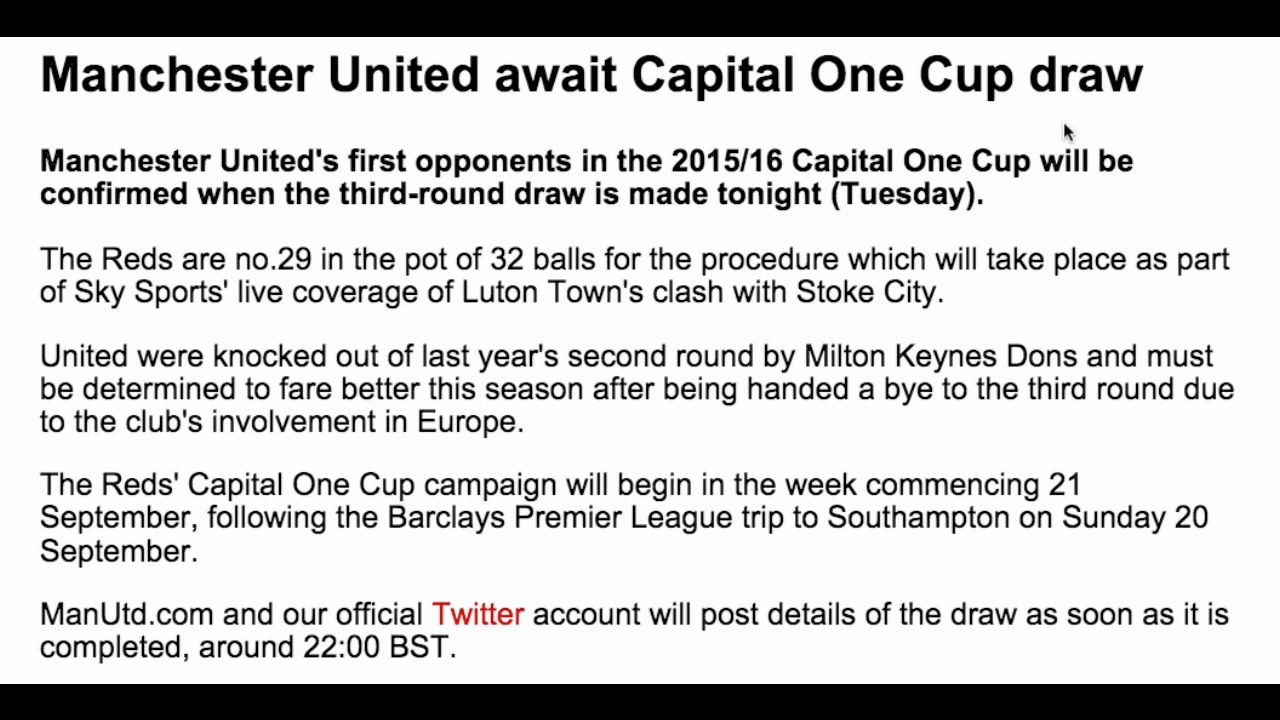 Manchester United await Capital One Cup draw
Manchester United's first opponents in the 2015/16 Capital One Cup will be
confirmed when the third-round draw is made tonight (Tuesday).
The Reds are no.29 in the pot of 32 balls for the procedure which will take place as part
of Sky Sports' live coverage of Luton Town's clash with Stoke City.
United were knocked out of last year's second round by Milton Keynes Dons and must
be determined to fare better this season after being handed a bye to the third round due
to the club's involvement in Europe.
The Reds' Capital One Cup campaign will begin in the week commencing 21
September, following the Barclays Premier League trip to Southampton on Sunday 20
September.
ManUtd.com and our official Twitter account will post details of the draw as soon as it is
completed, around 22:00 BST.